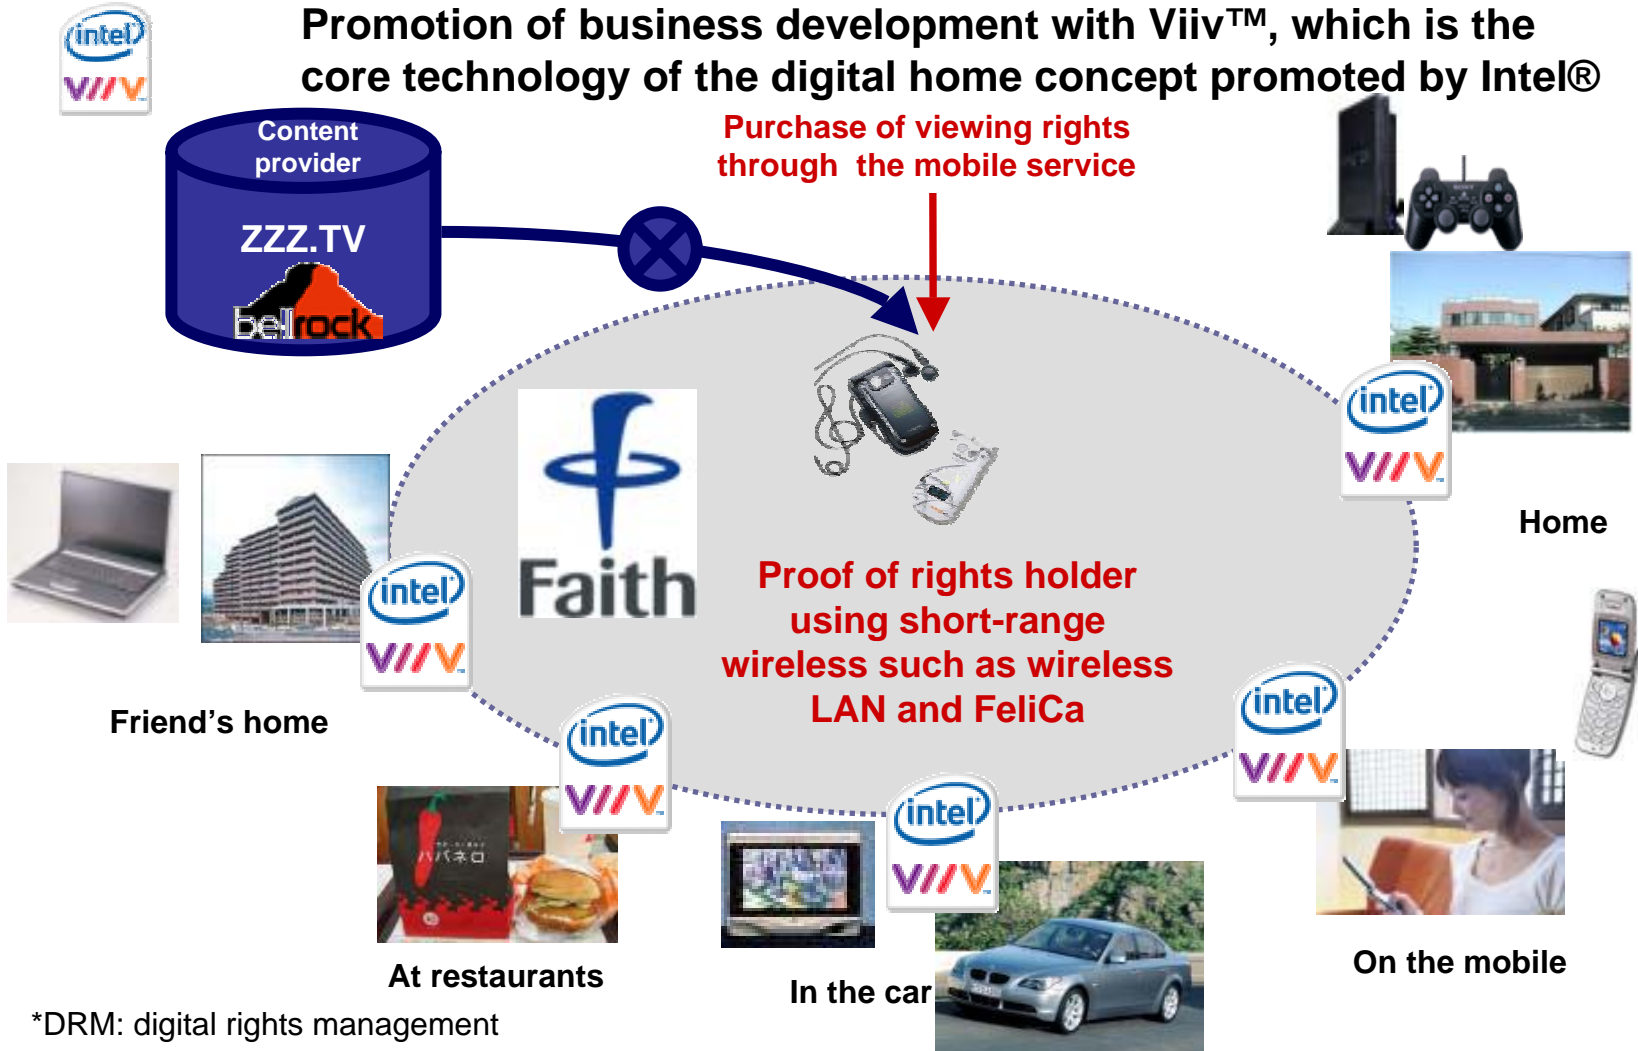 Promotion of business development with Viiv™, which is the
core technology of the digital home concept promoted by Intel®
intel
VIIV
Content
provider
ZZZ.TV
bellrock
Purchase of viewing rights
through the mobile service
SONY
intel
VIIV
Home
Faith
Proof of rights holder
using short-range
wireless such as wireless
LAN and FeliCa
intel
VIIV
Friend's home
intel
VIIV
ハバネロ
At restaurants
intel
VIIV
In the car
intel
VIIV
On the mobile
*DRM: digital rights management